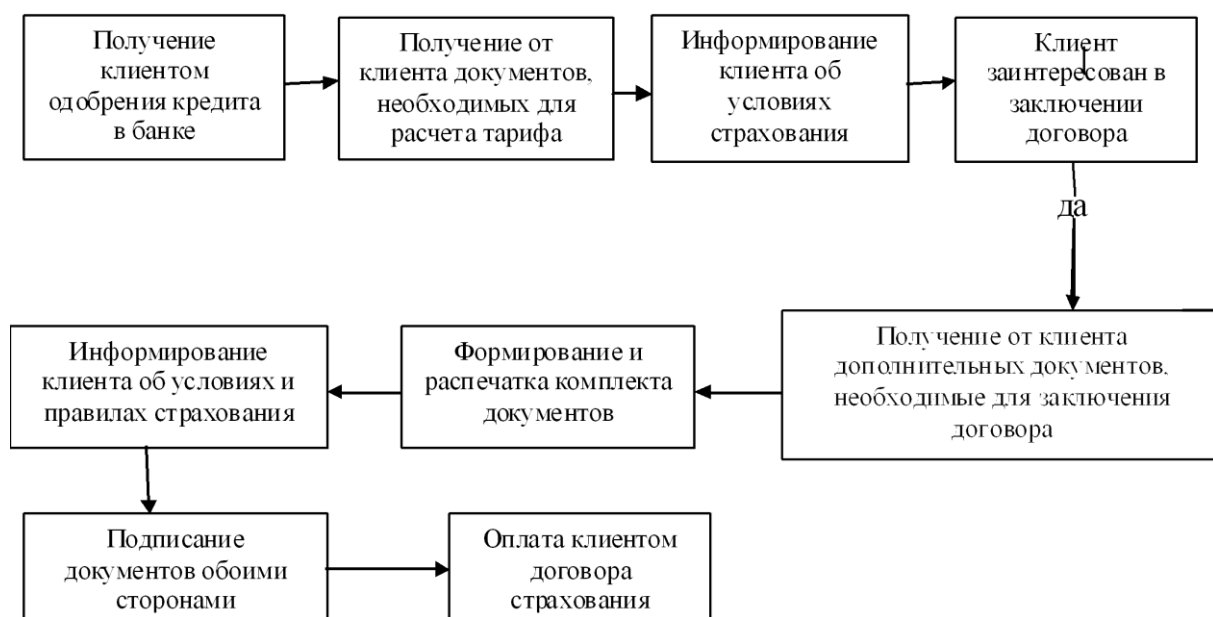 Получение
клиентом
одобрения кредита
в банке
Получение от
клиента документов,
необходимых для
расчета тарифа
Информирование
клиента об
условиях
страхования
Клиент
заинтересован в
заключении
договора
да
Получение от клиента
дополнительных документов,
необходимые для заключения
договора
Формирование и
распечатка комплекта
документов
Информирование
клиента об условиях и
правилах страхования
Подписание
документов обоими
сторонами
Оплата клиентом
договора
страхования